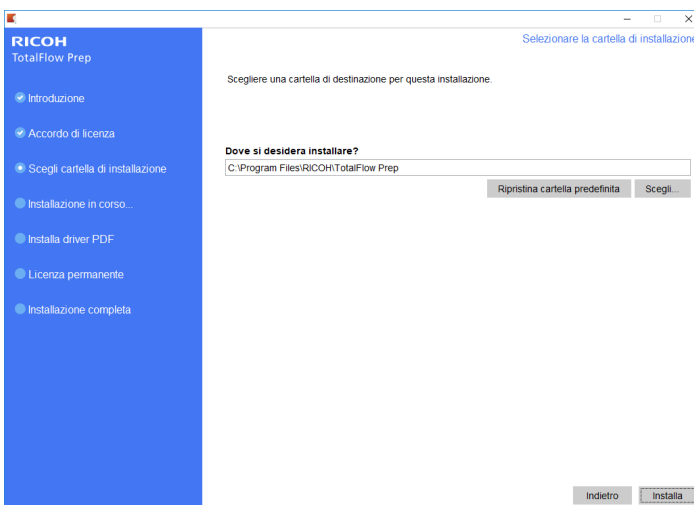 RICOH
TotalFlow Prep
Introduzione
Accordo di licenza
Scegli cartella di installazione
Installazione in corso...
Installa driver PDF
Licenza permanente
Installazione completa
Selezionare la cartella di installazione
Scegliere una cartella di destinazione per questa installazione.
Dove si desidera installare?
C:\Program Files\RICOH\TotalFlow Prep
Ripristina cartella predefinita
Scegli...
Indietro
Installa